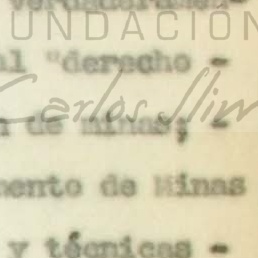 FUNDACIÓN
al "derecho -
Carlos Slim
n de minas; -
mento de Minas
y técnicas -